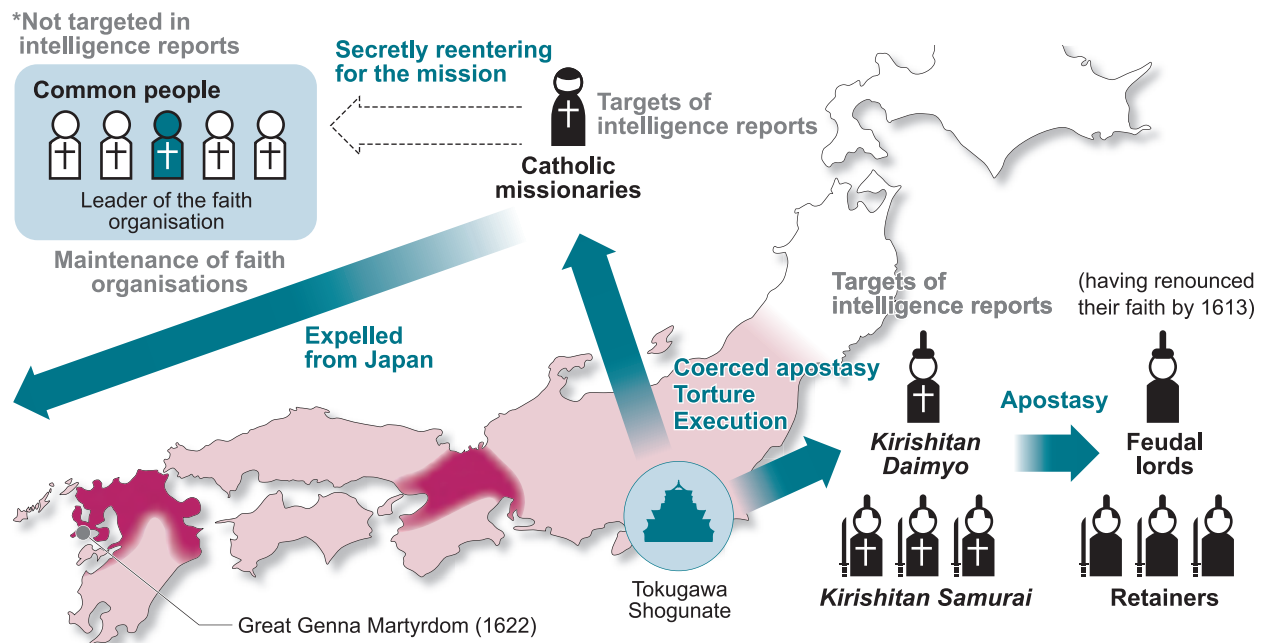 *Not targeted in
intelligence reports
Common people
Leader of the faith
organisation
Maintenance of faith
organisations
Secretly reentering
for the mission
Targets of
intelligence reports
Catholic
missionaries
Expelled
from Japan
Coerced apostasy
Torture
Execution
Targets of
intelligence reports
(having renounced
their faith by 1613)
Kirishitan
Daimyo
Apostasy
Feudal
lords
Kirishitan Samurai
Retainers
Tokugawa
Shogunate
Great Genna Martyrdom (1622)